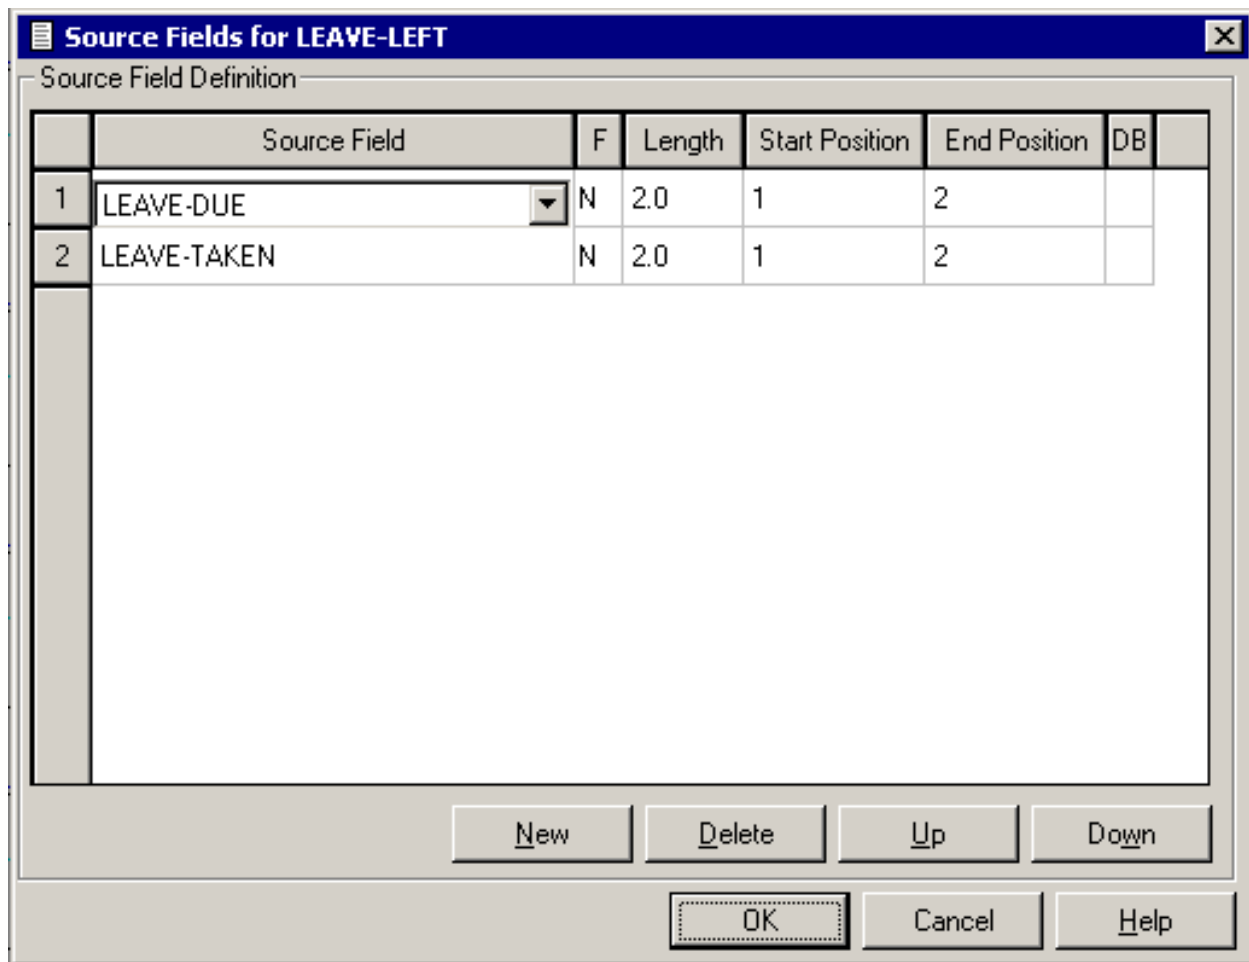 Source Fields for LEAVE-LEFT
Source Field Definition
Source Field F Length Start Position End Position DB
1 LEAVE-DUE N 2.0 1 2
2 LEAVE-TAKEN N 2.0 1 2
New Delete Up Down
OK Cancel Help